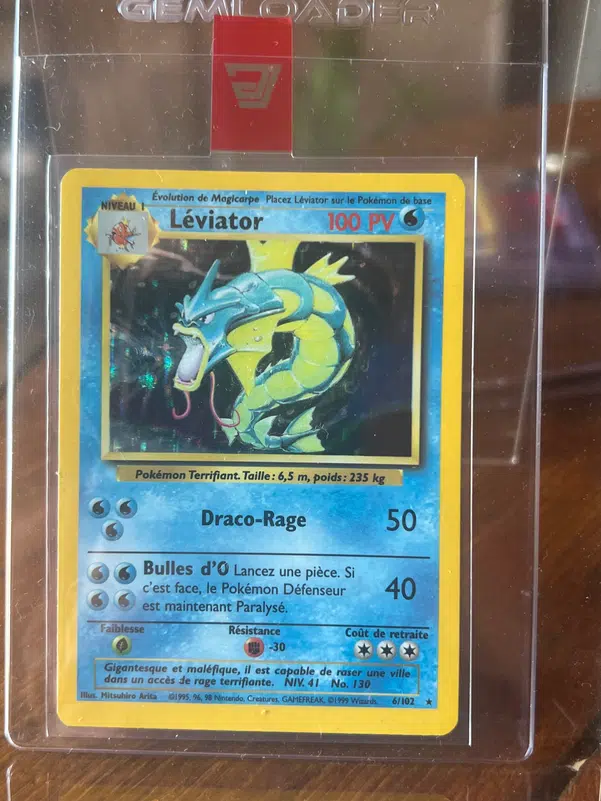 GEMLOADER
Évolution de Magicarpe Placez Léviator sur le Pokémon de base
NIVEAU 1
Léviator 100 PV
Pokémon Terrifiant. Taille : 6,5 m, poids : 235 kg
Draco-Rage 50
Bulles d'O Lancez une pièce. Si
c'est face, le Pokémon Défenseur
est maintenant Paralysé.
40
Faiblesse Résistance Coût de retraite
-30
Gigantesque et maléfique, il est capable de raser une ville
dans un accès de rage terrifiante. NIV. 41 No. 130
Illus. Mitsuhiro Arita ©1995, 96, 98 Nintendo, Creatures, GAMEFREAK. ©1999 Wizards. 6/102 ★